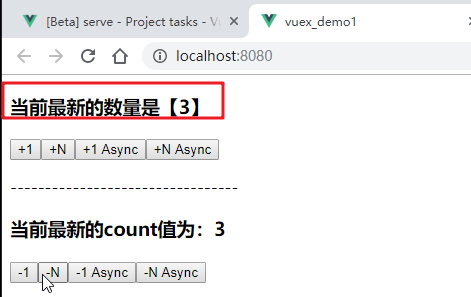 [Beta] serve - Project tasks - Vu
vuex_demo1
localhost:8080
当前最新的数量是【3】
+1 +N +1 Async +N Async
--------------------------------
当前最新的count值为：3
-1 -N -1 Async -N Async